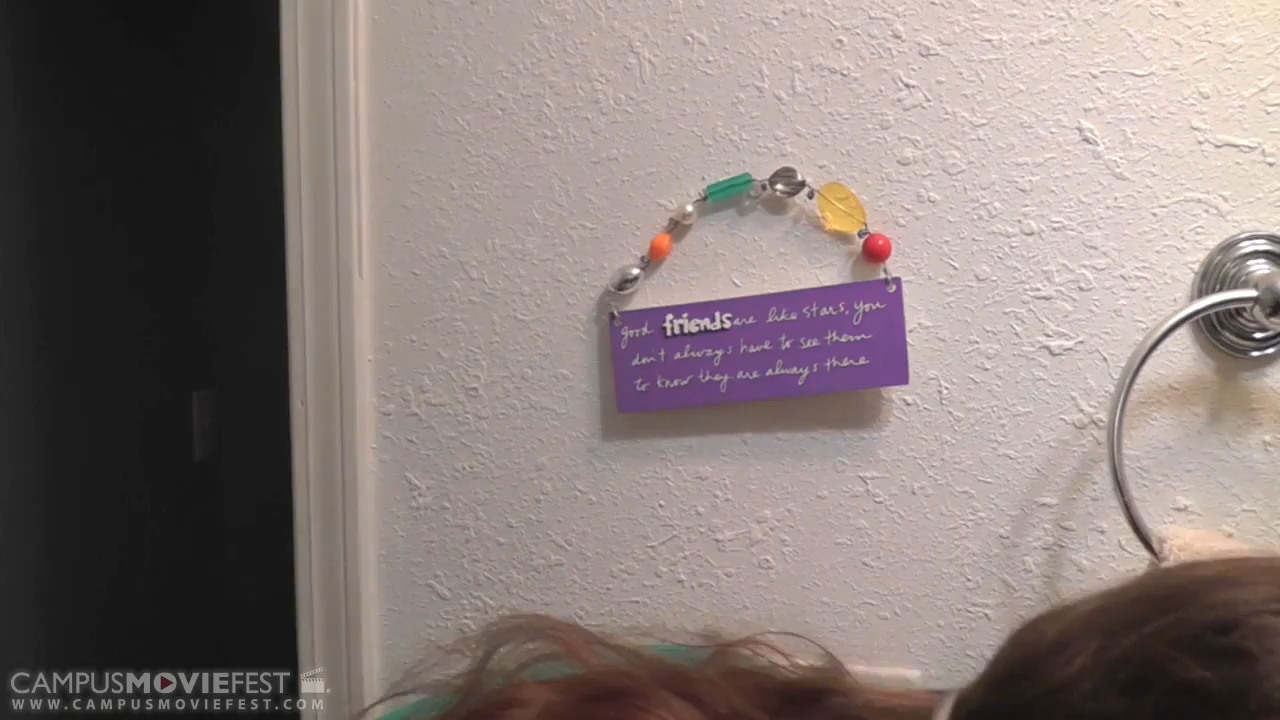 good friends are like stars, you
don't always have to see them
to know they are always there
CAMPUSMOVIEFEST
WWW.CAMPUSMOVIEFEST.COM